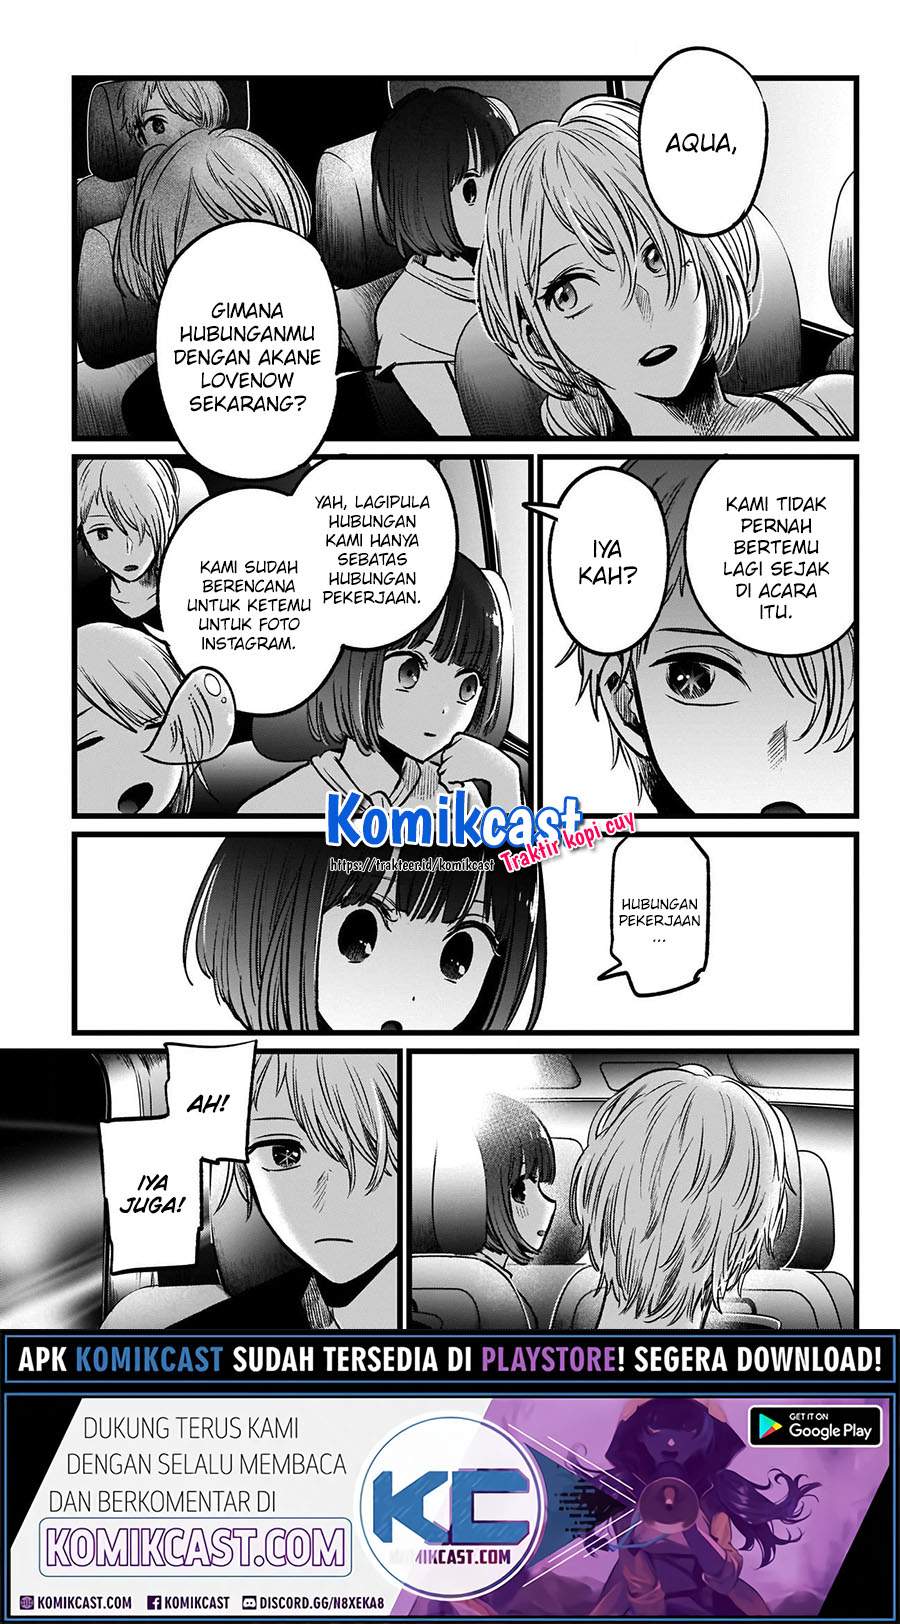 AQUA,
GIMANA
HUBUNGANMU
DENGAN AKANE
LOVENOW
SEKARANG?
KAMI TIDAK
PERNAH
BERTEMU
LAGI SEJAK
DI ACARA
ITU.
IYA
KAH?
YAH, LAGIPULA
HUBUNGAN
KAMI HANYA
SEBATAS
HUBUNGAN
PEKERJAAN.
KAMI SUDAH
BERENCANA
UNTUK KETEMU
UNTUK FOTO
INSTAGRAM.
Komikcast
Traktir kopi cuy
https://trakteer.id/komikcast
HUBUNGAN
PEKERJAAN
...
AH!
IYA
JUGA!
APK KOMIKCAST SUDAH TERSEDIA DI PLAYSTORE! SEGERA DOWNLOAD!
DUKUNG TERUS KAMI
DENGAN SELALU MEMBACA
DAN BERKOMENTAR DI
KOMIKCAST.COM
KOMIKCAST.COM KOMIKCAST DISCORD.GG/N8XEKA8
KC
KOMIKCAST.COM
GET IT ON
Google Play